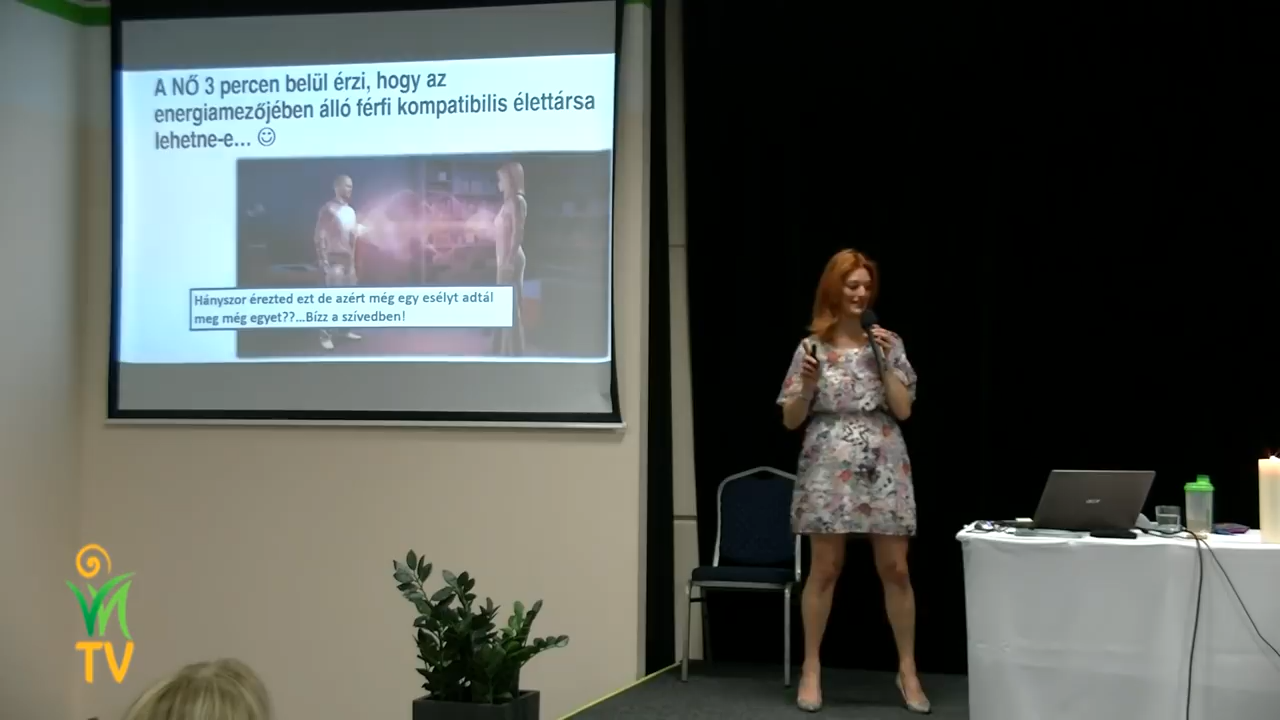 A NŐ 3 percen belül érzi, hogy az
energiamezőjében álló férfi kompatibilis élettársa
lehetne-e... ☺
Hányszor érezted ezt de azért még egy esélyt adtál
meg még egyet??...Bízz a szívedben!
acer
TV